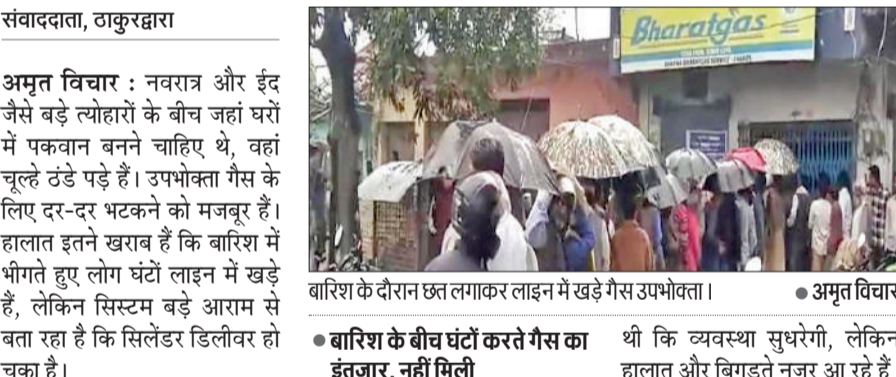 संवाददाता, ठाकुरद्वारा
अमृत विचार : नवरात्र और ईद
जैसे बड़े त्योहारों के बीच जहां घरों
में पकवान बनने चाहिए थे, वहां
चूल्हे ठंडे पड़े हैं। उपभोक्ता गैस के
लिए दर-दर भटकने को मजबूर हैं।
हालात इतने खराब हैं कि बारिश में
भीगते हुए लोग घंटों लाइन में खड़े
हैं, लेकिन सिस्टम बड़े आराम से
बता रहा है कि सिलेंडर डिलीवर हो
चुका है।
Bharatgas
बारिश के दौरान छत लगाकर लाइन में खड़े गैस उपभोक्ता।
● अमृत विचार
● बारिश के बीच घंटों करते गैस का
इंतजार, नहीं मिली
थी कि व्यवस्था सुधरेगी, लेकिन
हालात और बिगड़ते नजर आ रहे हैं